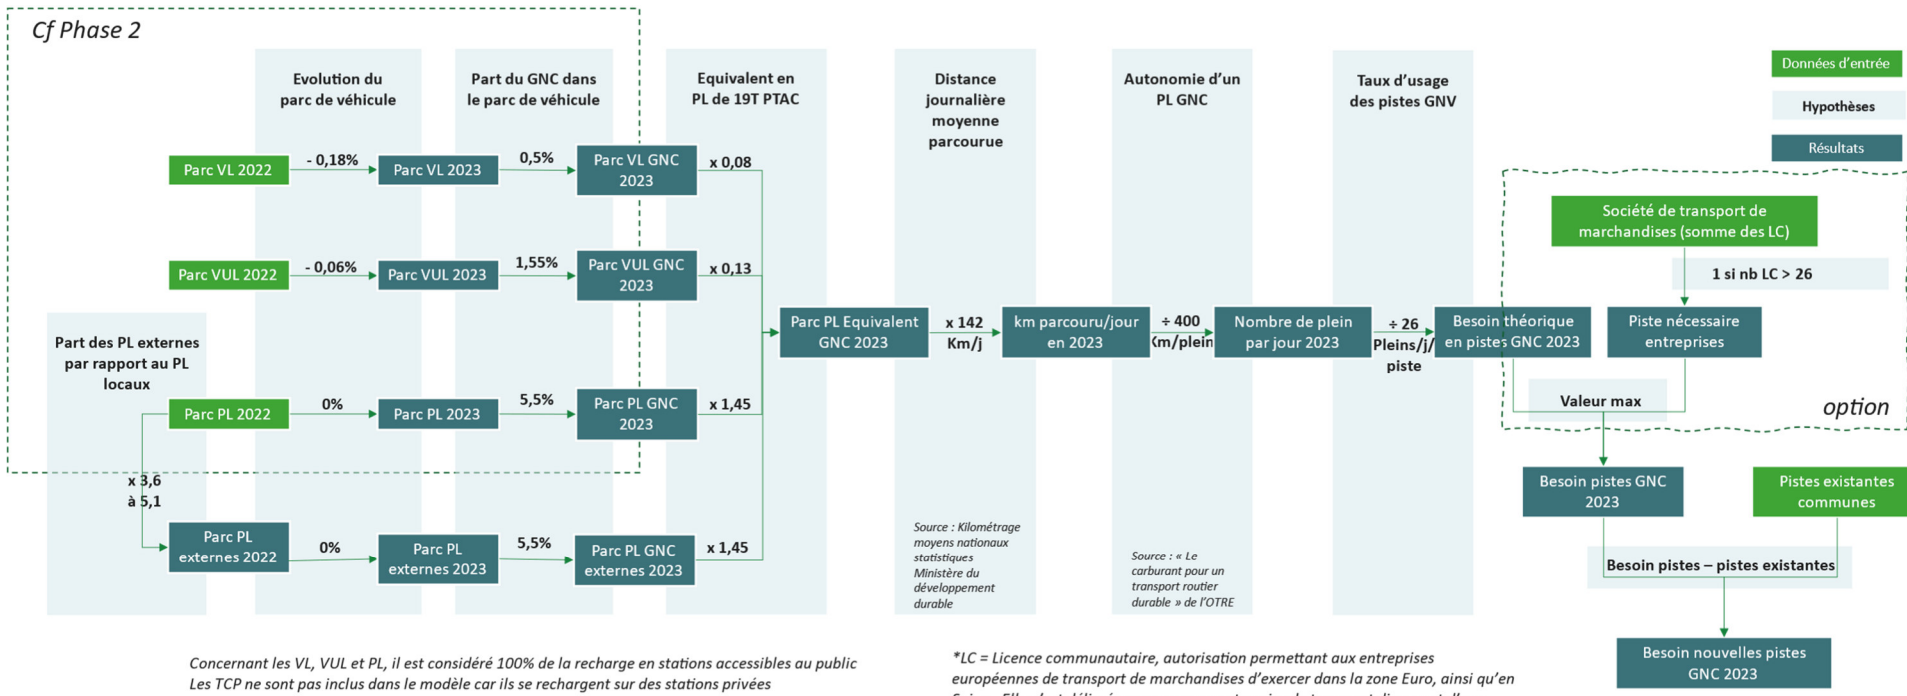 Cf Phase 2
Evolution du
parc de véhicule
Part du GNC dans
le parc de véhicule
Equivalent en
PL de 19T PTAC
Distance
journalière
moyenne
parcourue
Autonomie d'un
PL GNC
Taux d'usage
des pistes GNV
Données d'entrée
Hypothèses
Résultats
Parc VL 2022
- 0,18%
Parc VL 2023
0,5%
Parc VL GNC
2023
x 0,08
Parc VUL 2022
- 0,06%
Parc VUL 2023
1,55%
Parc VUL GNC
2023
x 0,13
Part des PL externes
par rapport au PL
locaux
Parc PL 2022
0%
Parc PL 2023
5,5%
Parc PL GNC
2023
x 1,45
x 3,6
à 5,1
Parc PL
externes 2022
0%
Parc PL
externes 2023
5,5%
Parc PL GNC
externes 2023
x 1,45
Parc PL Equivalent
GNC 2023
x 142
Km/j
km parcouru/jour
en 2023
÷ 400
Km/plein
Nombre de plein
par jour 2023
÷ 26
Pleins/j/
piste
Besoin théorique
en pistes GNC 2023
Société de transport de
marchandises (somme des LC)
1 si nb LC > 26
Piste nécessaire
entreprises
Valeur max
option
Besoin pistes GNC
2023
Pistes existantes
communes
Besoin pistes – pistes existantes
Besoin nouvelles pistes
GNC 2023
Source : Kilométrage
moyens nationaux
statistiques
Ministère du
développement
durable
Source : « Le
carburant pour un
transport routier
durable » de l'OTRE
Concernant les VL, VUL et PL, il est considéré 100% de la recharge en stations accessibles au public
Les TCP ne sont pas inclus dans le modèle car ils se rechargent sur des stations privées
*LC = Licence communautaire, autorisation permettant aux entreprises
européennes de transport de marchandises d'exercer dans la zone Euro, ainsi qu'en